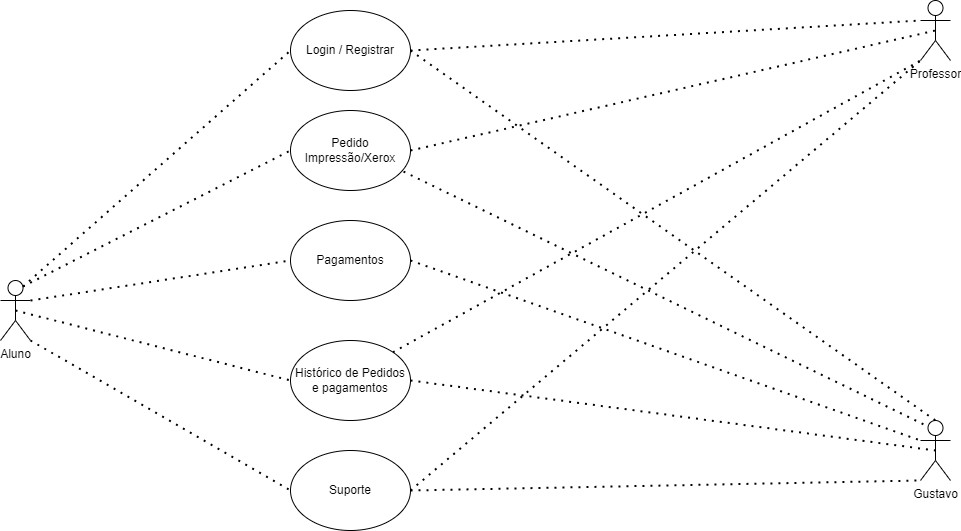 Login / Registrar
Professor
Pedido
Impressão/Xerox
Pagamentos
Aluno
Histórico de Pedidos
e pagamentos
Suporte
Gustavo